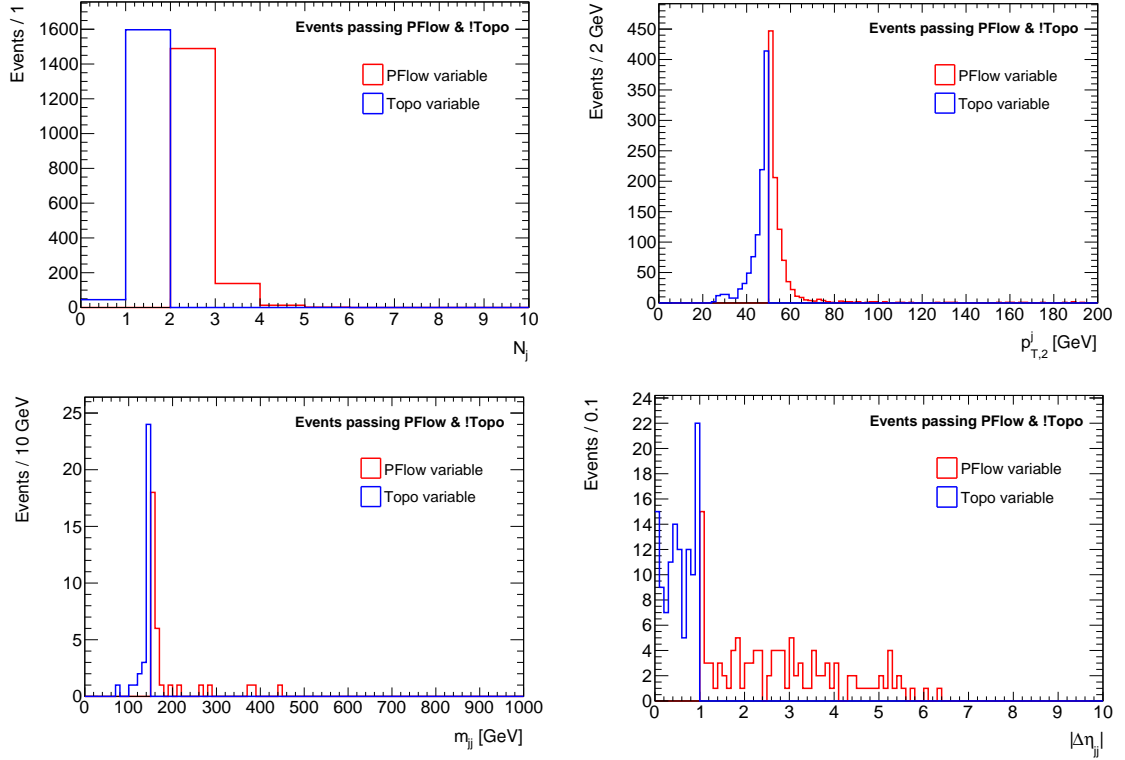 Events / 1
1600
1400
1200
1000
800
600
400
200
0
Events passing PFlow & !Topo
PFlow variable
Topo variable
0 1 2 3 4 5 6 7 8 9 10
N_j
Events / 2 GeV
450
400
350
300
250
200
150
100
50
0
Events passing PFlow & !Topo
PFlow variable
Topo variable
0 20 40 60 80 100 120 140 160 180 200
p^j_T,2 [GeV]
Events / 10 GeV
25
20
15
10
5
0
Events passing PFlow & !Topo
PFlow variable
Topo variable
0 100 200 300 400 500 600 700 800 900 1000
m_jj [GeV]
Events / 0.1
24
22
20
18
16
14
12
10
8
6
4
2
0
Events passing PFlow & !Topo
PFlow variable
Topo variable
0 1 2 3 4 5 6 7 8 9 10
|Δη_jj|